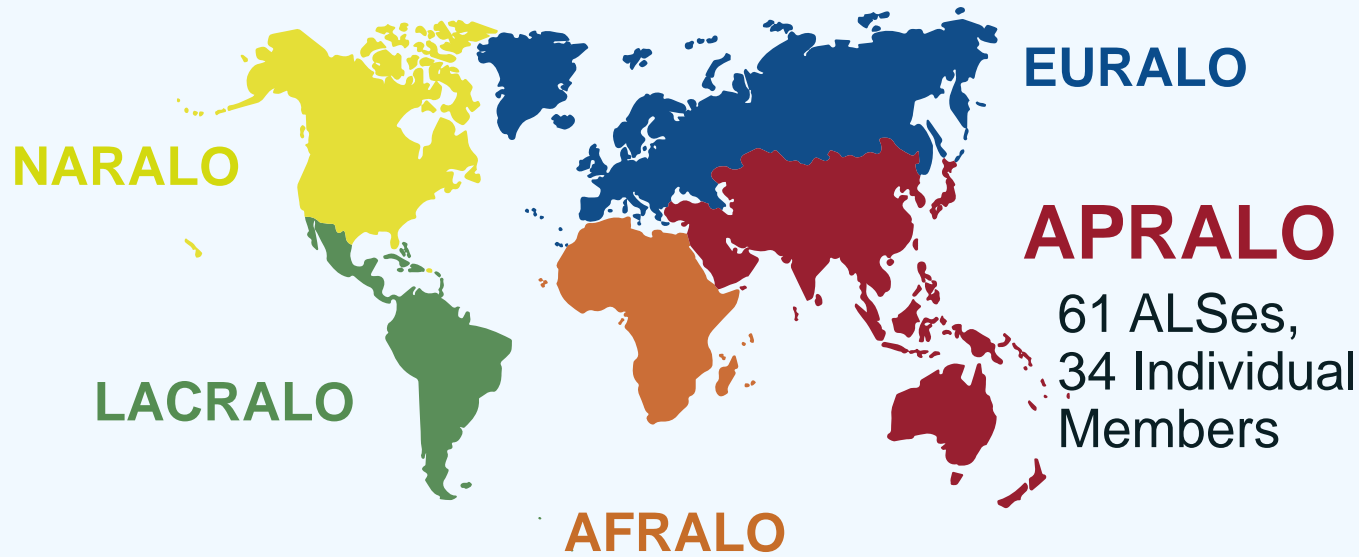 EURALO
NARALO
APRALO
61 ALSes,
34 Individual
Members
LACRALO
AFRALO